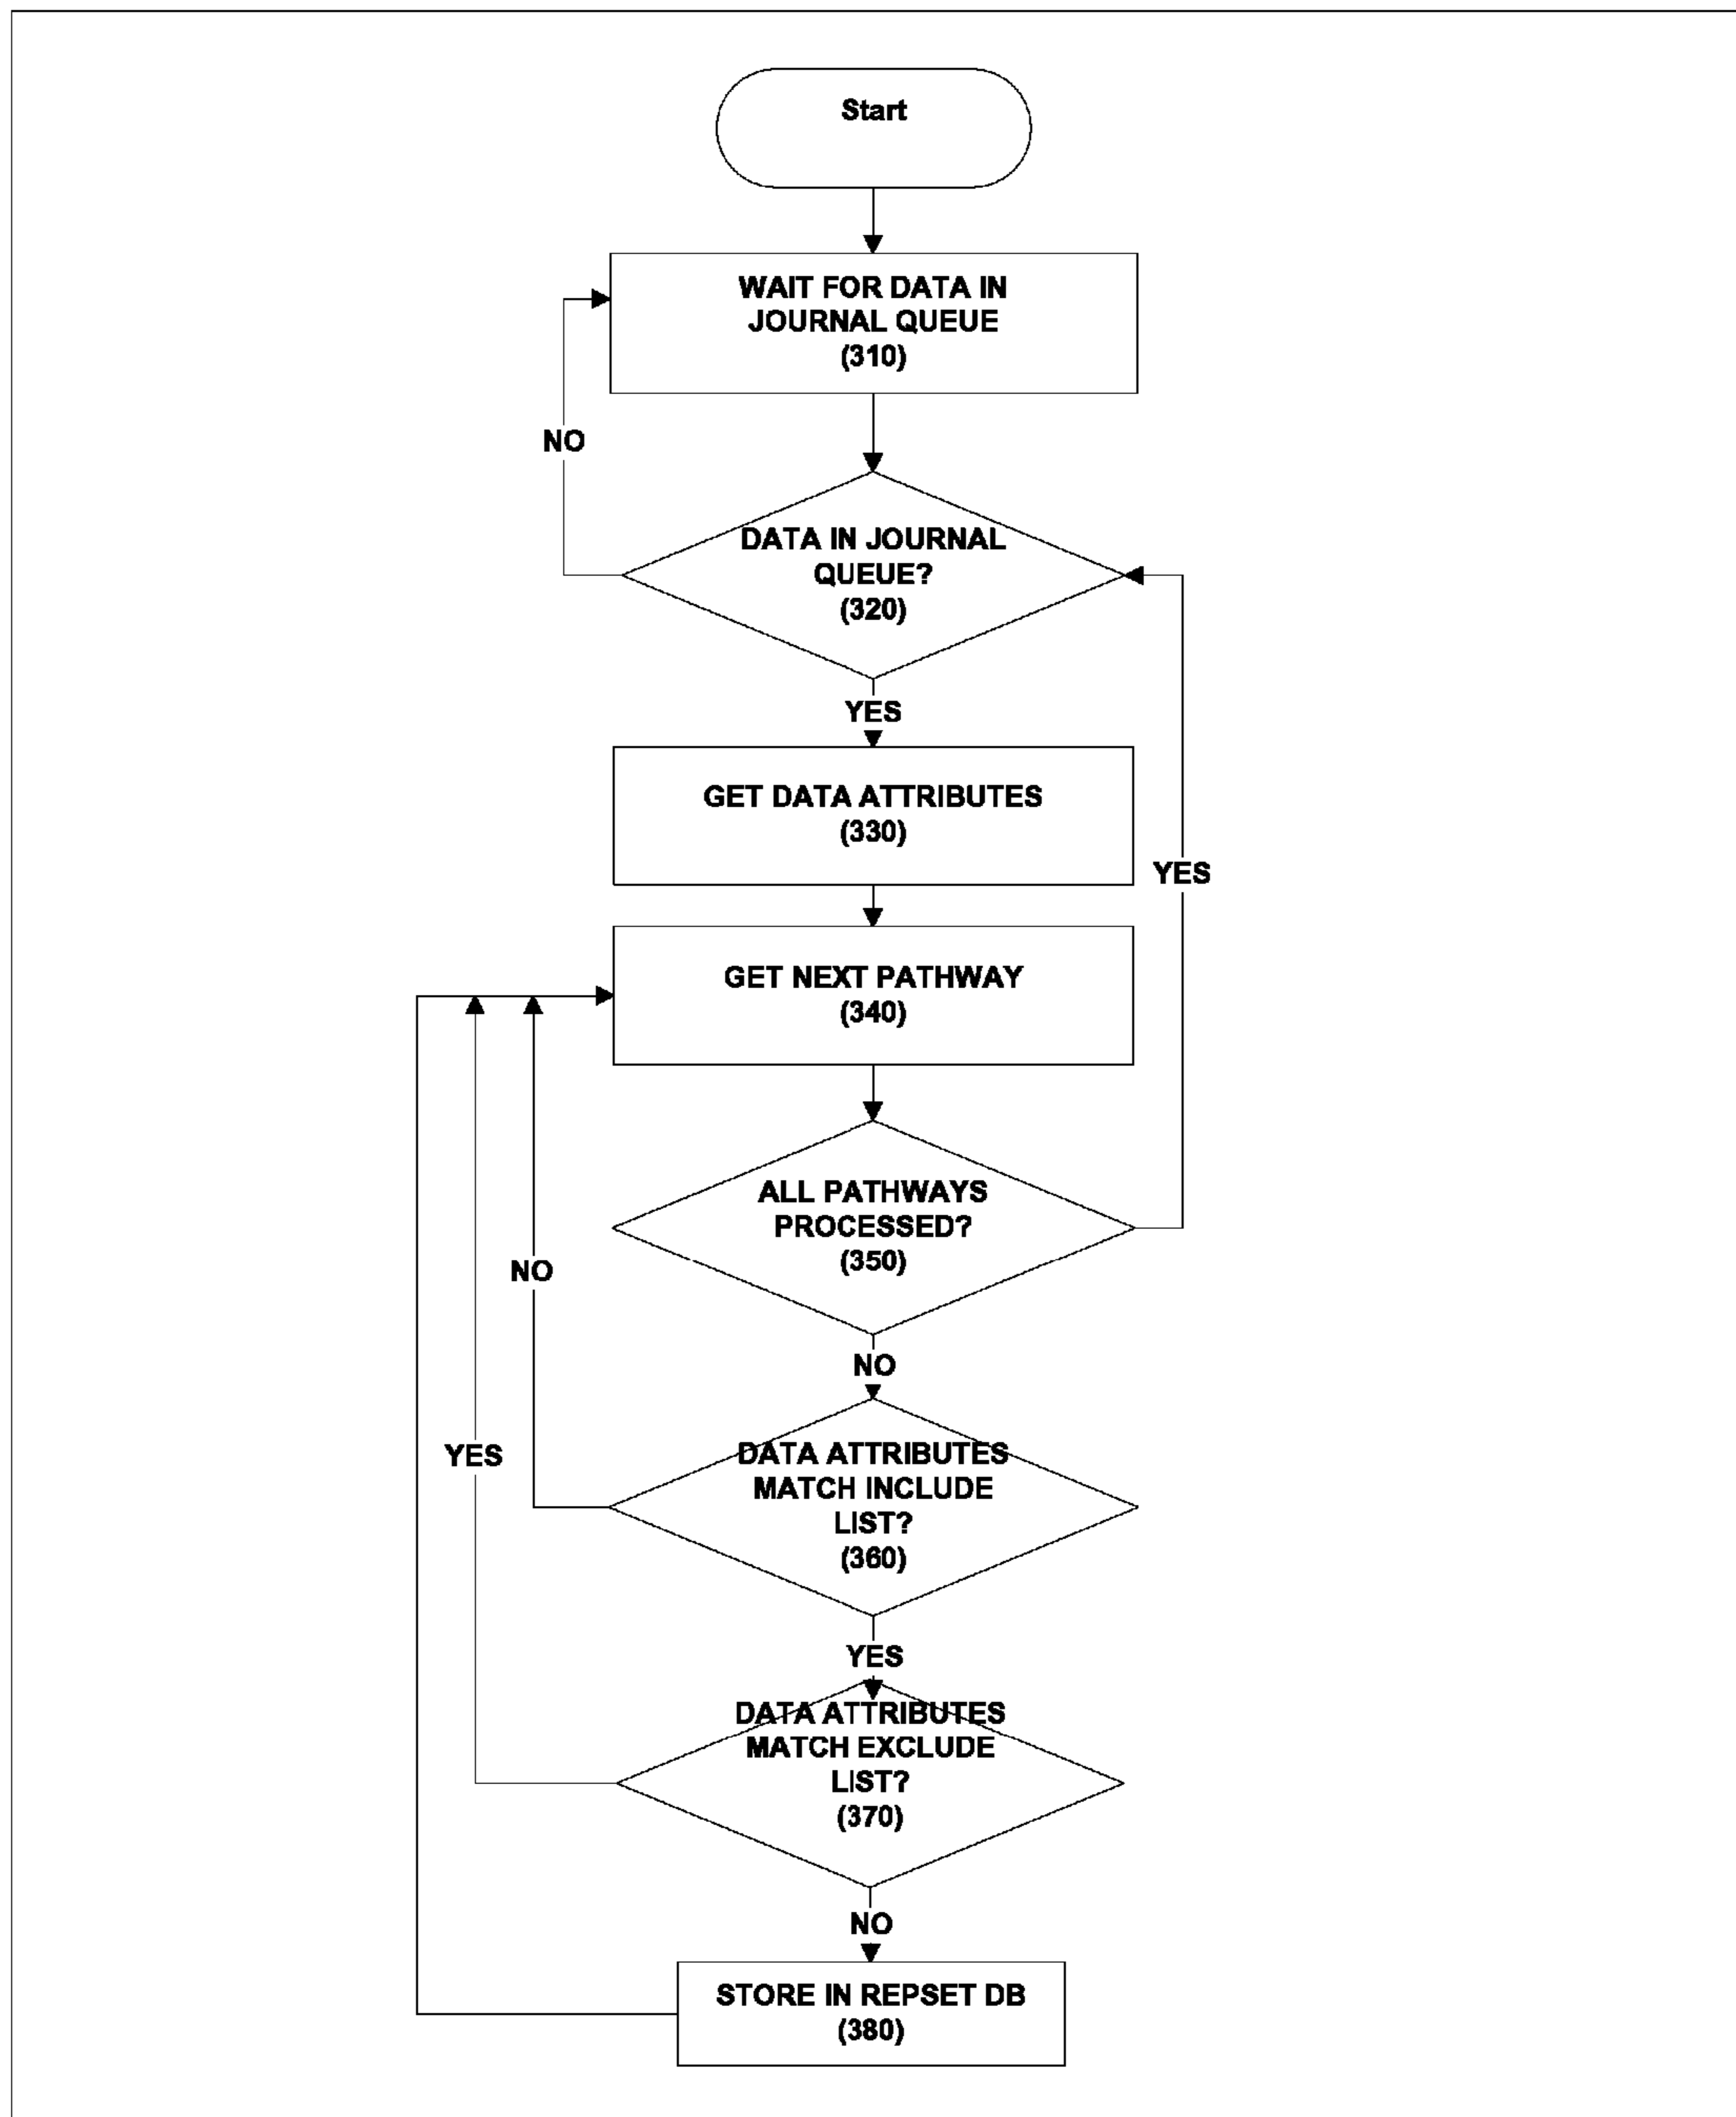 Start
WAIT FOR DATA IN
JOURNAL QUEUE
(310)
NO
DATA IN JOURNAL
QUEUE?
(320)
YES
GET DATA ATTRIBUTES
(330)
YES
GET NEXT PATHWAY
(340)
ALL PATHWAYS
PROCESSED?
(350)
NO
NO
YES
DATA ATTRIBUTES
MATCH INCLUDE
LIST?
(360)
YES
DATA ATTRIBUTES
MATCH EXCLUDE
LIST?
(370)
NO
STORE IN REPSET DB
(380)